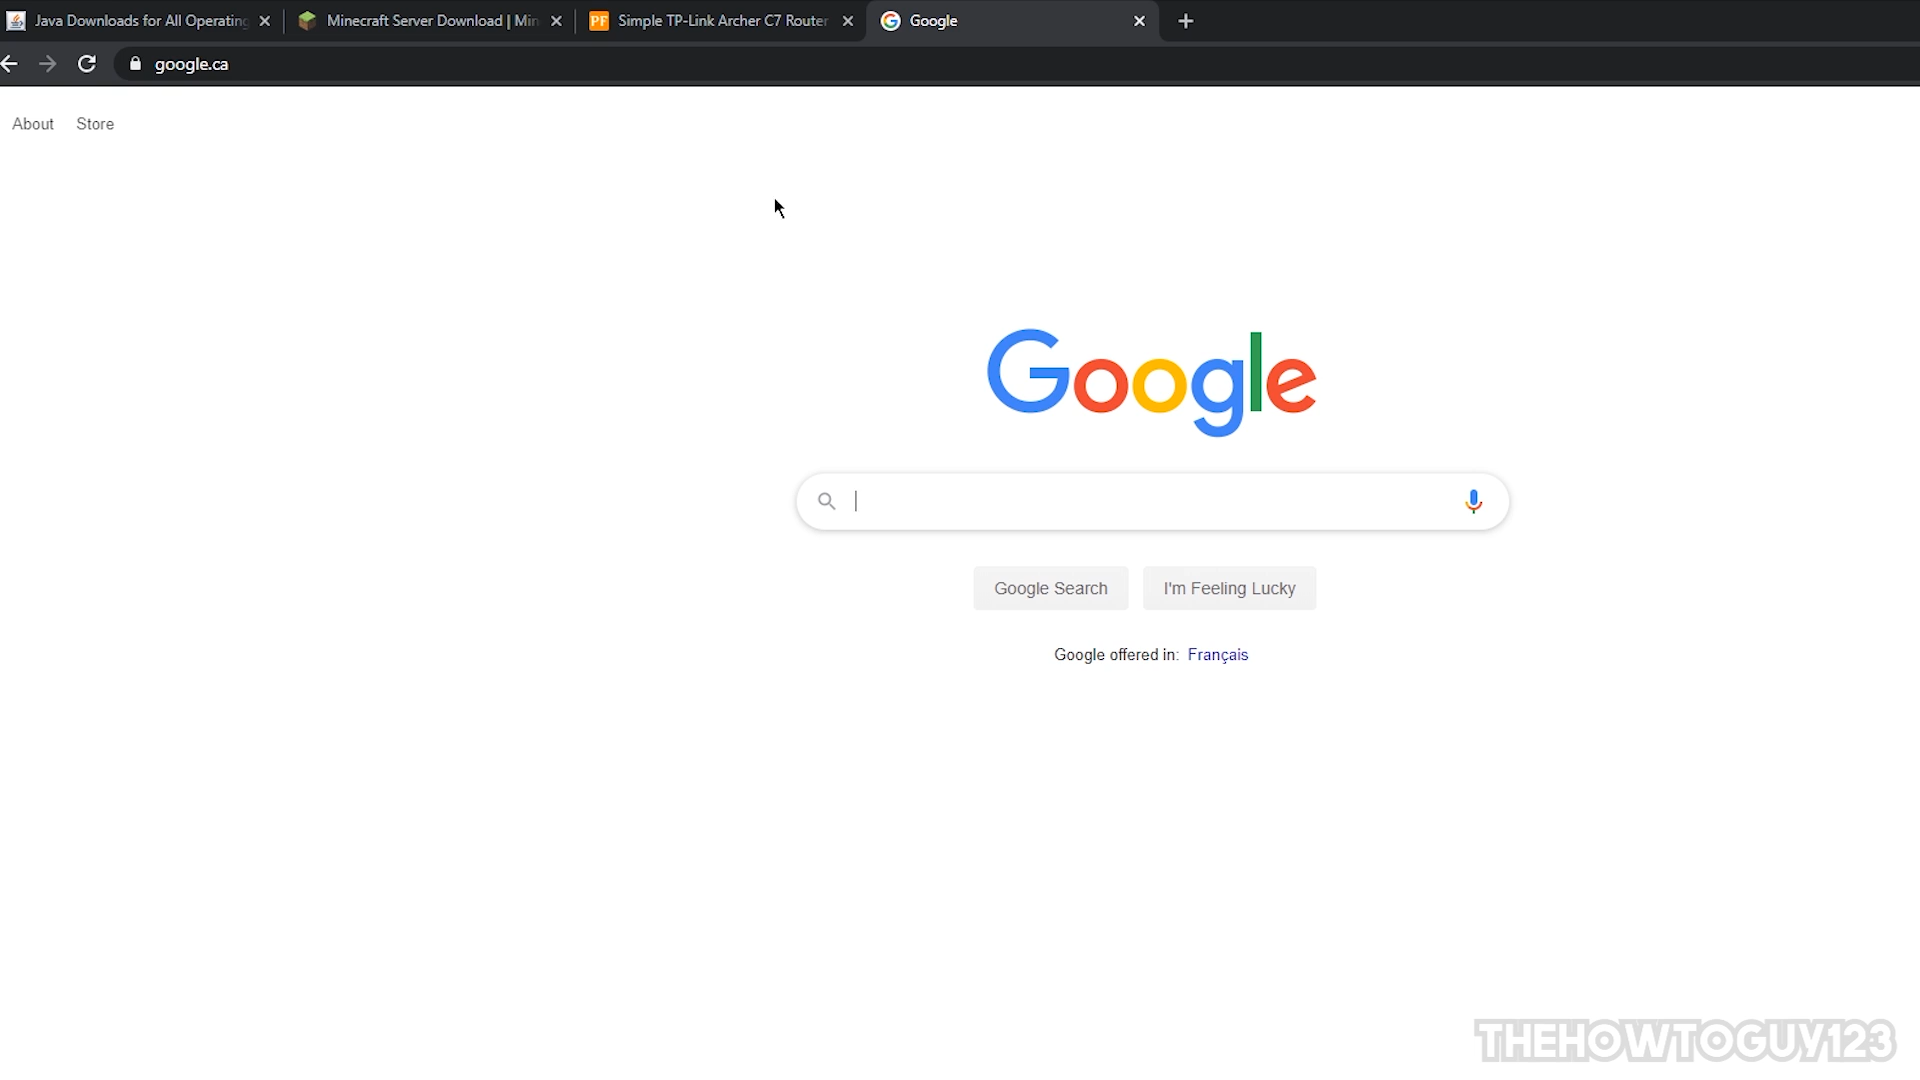 Java Downloads for All Operating
Minecraft Server Download | Min
PF Simple TP-Link Archer C7 Router
Google
google.ca
About Store
Google
Google Search I'm Feeling Lucky
Google offered in: Français
THEHOWTOGUY123